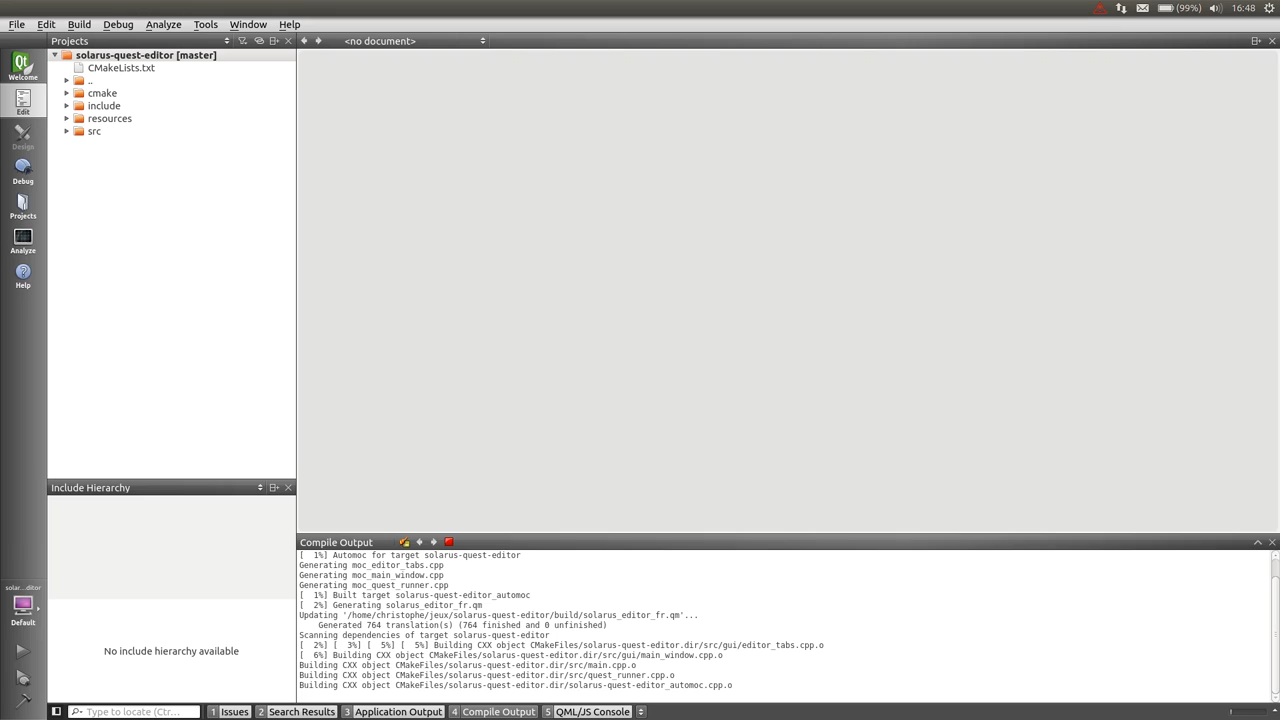 (99%) 16:48
File Edit Build Debug Analyze Tools Window Help
Projects <no document>
solarus-quest-editor [master]
CMakeLists.txt
..
cmake
include
resources
src
Welcome
Edit
Design
Debug
Projects
Analyze
Help
Include Hierarchy
No include hierarchy available
solar...ditor
Default
Compile Output
[  1%] Automoc for target solarus-quest-editor
Generating moc_editor_tabs.cpp
Generating moc_main_window.cpp
Generating moc_quest_runner.cpp
[  1%] Built target solarus-quest-editor_automoc
[  2%] Generating solarus_editor_fr.qm
Updating '/home/christophe/jeux/solarus-quest-editor/build/solarus_editor_fr.qm'...
Generated 764 translation(s) (764 finished and 0 unfinished)
Scanning dependencies of target solarus-quest-editor
[  2%] [  3%] [  5%] [  5%] Building CXX object CMakeFiles/solarus-quest-editor.dir/src/gui/editor_tabs.cpp.o
[  6%] Building CXX object CMakeFiles/solarus-quest-editor.dir/src/gui/main_window.cpp.o
Building CXX object CMakeFiles/solarus-quest-editor.dir/src/main.cpp.o
Building CXX object CMakeFiles/solarus-quest-editor.dir/src/quest_runner.cpp.o
Building CXX object CMakeFiles/solarus-quest-editor.dir/solarus-quest-editor_automoc.cpp.o
Type to locate (Ctr... 1 Issues 2 Search Results 3 Application Output 4 Compile Output 5 QML/JS Console